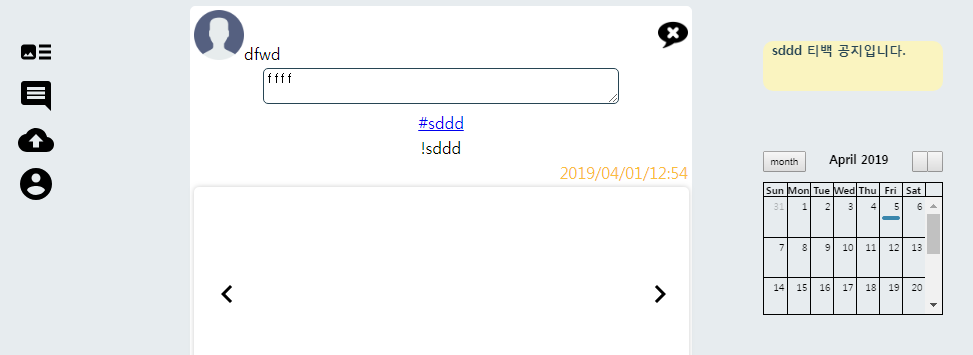 dfwd
ffff
#sddd
!sddd
2019/04/01/12:54
sddd 티백 공지입니다.
month April 2019
Sun Mon Tue Wed Thu Fri Sat
31 1 2 3 4 5 6
7 8 9 10 11 12 13
14 15 16 17 18 19 20